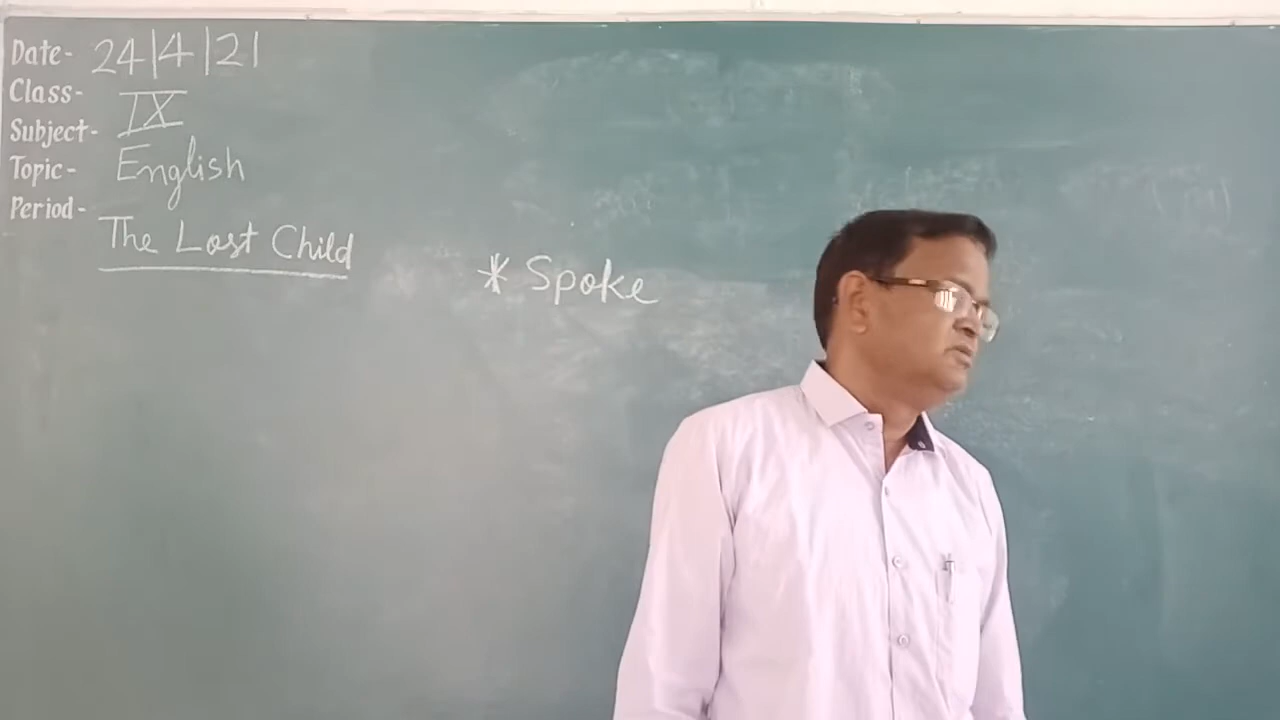 Date- 24|4|21
Class- IX
Subject- English
Topic-
Period- The Lost Child
* Spoke